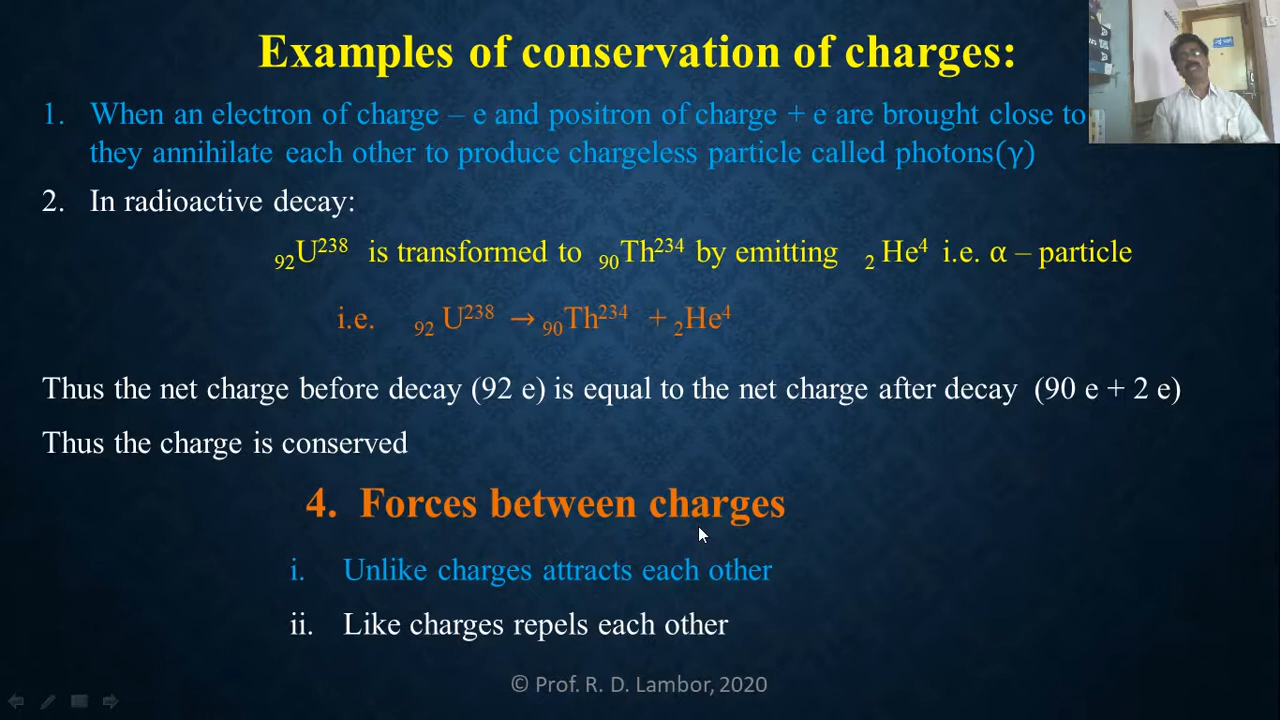 Examples of conservation of charges:
1. When an electron of charge – e and positron of charge + e are brought close to
they annihilate each other to produce chargeless particle called photons(γ)
2. In radioactive decay:
₉₂U²³⁸ is transformed to ₉₀Th²³⁴ by emitting ₂ He⁴ i.e. α – particle
i.e. ₉₂ U²³⁸ → ₉₀Th²³⁴ + ₂He⁴
Thus the net charge before decay (92 e) is equal to the net charge after decay (90 e + 2 e)
Thus the charge is conserved
4. Forces between charges
i. Unlike charges attracts each other
ii. Like charges repels each other
© Prof. R. D. Lambor, 2020